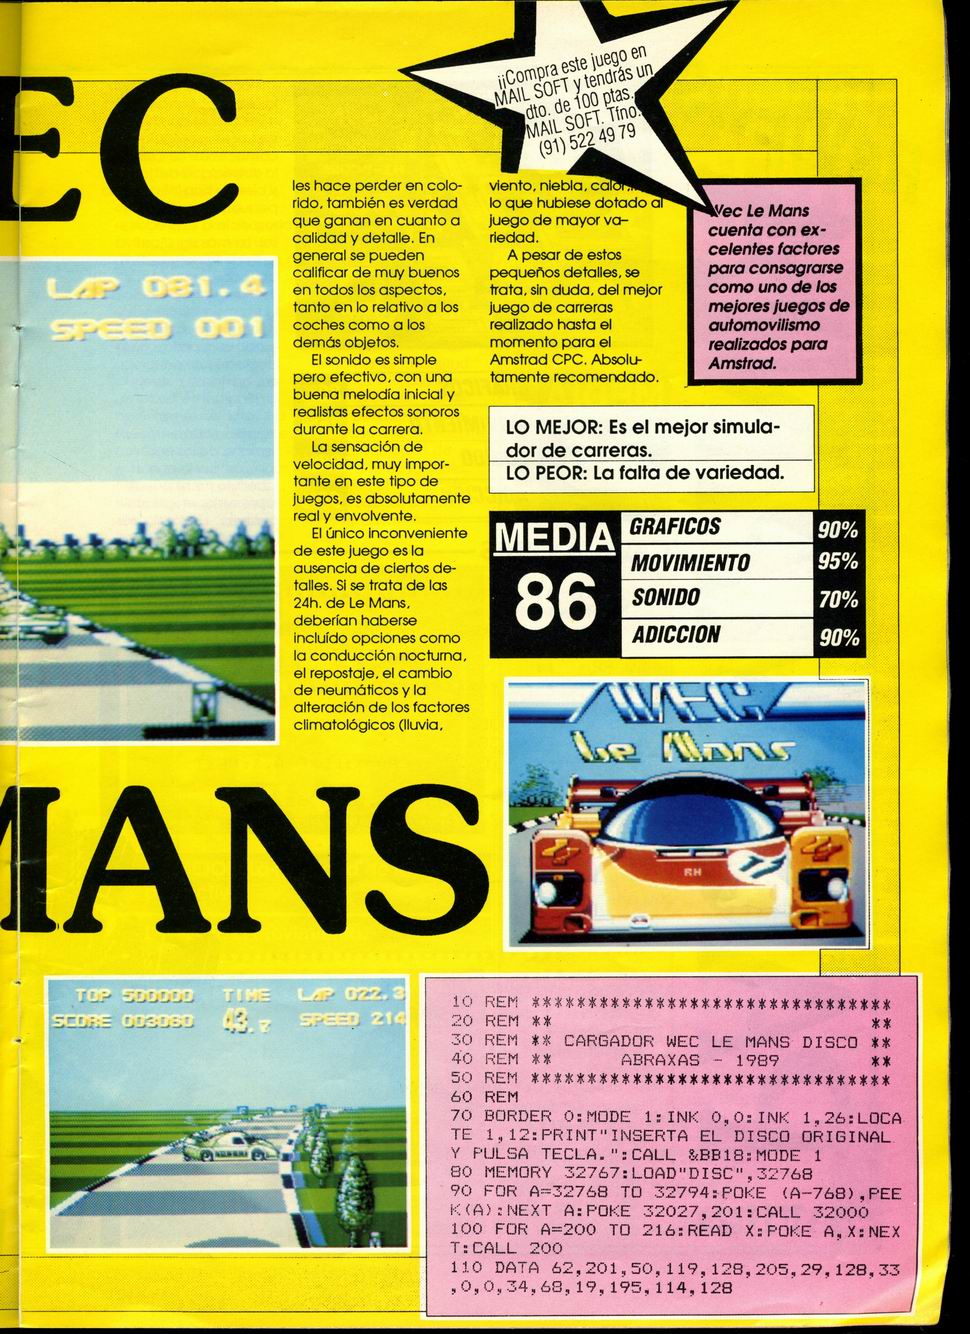 EC
¡¡Compra este juego en
MAIL SOFT y tendrás un
dto. de 100 ptas.
MAIL SOFT. Tfno.
(91) 522 49 79
LAP 081.4
SPEED 001
les hace perder en colo-
rido, también es verdad
que ganan en cuanto a
calidad y detalle. En
general se pueden
calificar de muy buenos
en todos los aspectos,
tanto en lo relativo a los
coches como a los
demás objetos.
El sonido es simple
pero efectivo, con una
buena melodía inicial y
realistas efectos sonoros
durante la carrera.
La sensación de
velocidad, muy impor-
tante en este tipo de
juegos, es absolutamente
real y envolvente.
El único inconveniente
de este juego es la
ausencia de ciertos de-
talles. Si se trata de las
24h. de Le Mans,
deberían haberse
incluído opciones como
la conducción nocturna,
el repostaje, el cambio
de neumáticos y la
alteración de los factores
climatológicos (lluvia,
viento, niebla, calor,...
lo que hubiese dotado al
juego de mayor va-
riedad.
A pesar de estos
pequeños detalles, se
trata, sin duda, del mejor
juego de carreras
realizado hasta el
momento para el
Amstrad CPC. Absolu-
tamente recomendado.
Wec Le Mans
cuenta con ex-
celentes factores
para consagrarse
como uno de los
mejores juegos de
automovilismo
realizados para
Amstrad.
LO MEJOR: Es el mejor simula-
dor de carreras.
LO PEOR: La falta de variedad.
MEDIA
86
GRAFICOS 90%
MOVIMIENTO 95%
SONIDO 70%
ADICCION 90%
WEC
Le Mans
RH
MANS
TOP 500000 TIME LAP 022.3
SCORE 003060 43.7 SPEED 214
10 REM *******************************
20 REM ** **
30 REM ** CARGADOR WEC LE MANS DISCO **
40 REM ** ABRAXAS - 1989 **
50 REM *******************************
60 REM
70 BORDER 0:MODE 1:INK 0,0:INK 1,26:LOCA
TE 1,12:PRINT"INSERTA EL DISCO ORIGINAL
Y PULSA TECLA.":CALL &BB18:MODE 1
80 MEMORY 32767:LOAD"DISC",32768
90 FOR A=32768 TO 32794:POKE (A-768),PEE
K(A):NEXT A:POKE 32027,201:CALL 32000
100 FOR A=200 TO 216:READ X:POKE A,X:NEX
T:CALL 200
110 DATA 62,201,50,119,128,205,29,128,33
,0,0,34,68,19,195,114,128